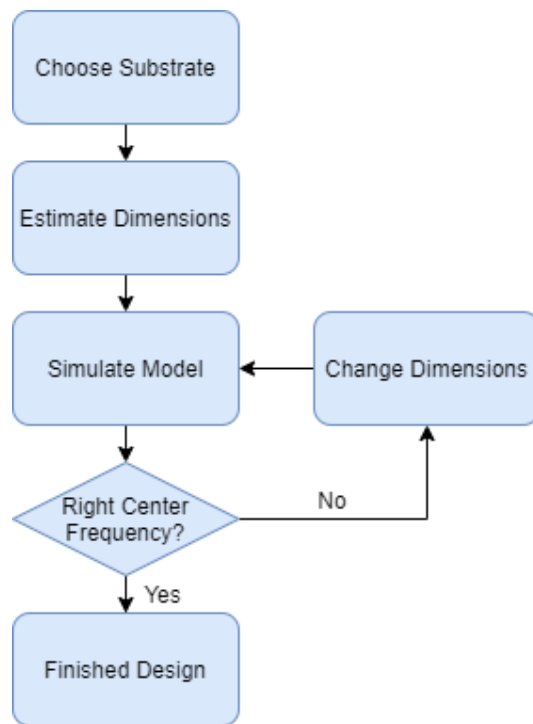 Choose Substrate
Estimate Dimensions
Simulate Model
Change Dimensions
Right Center
Frequency?
No
Yes
Finished Design